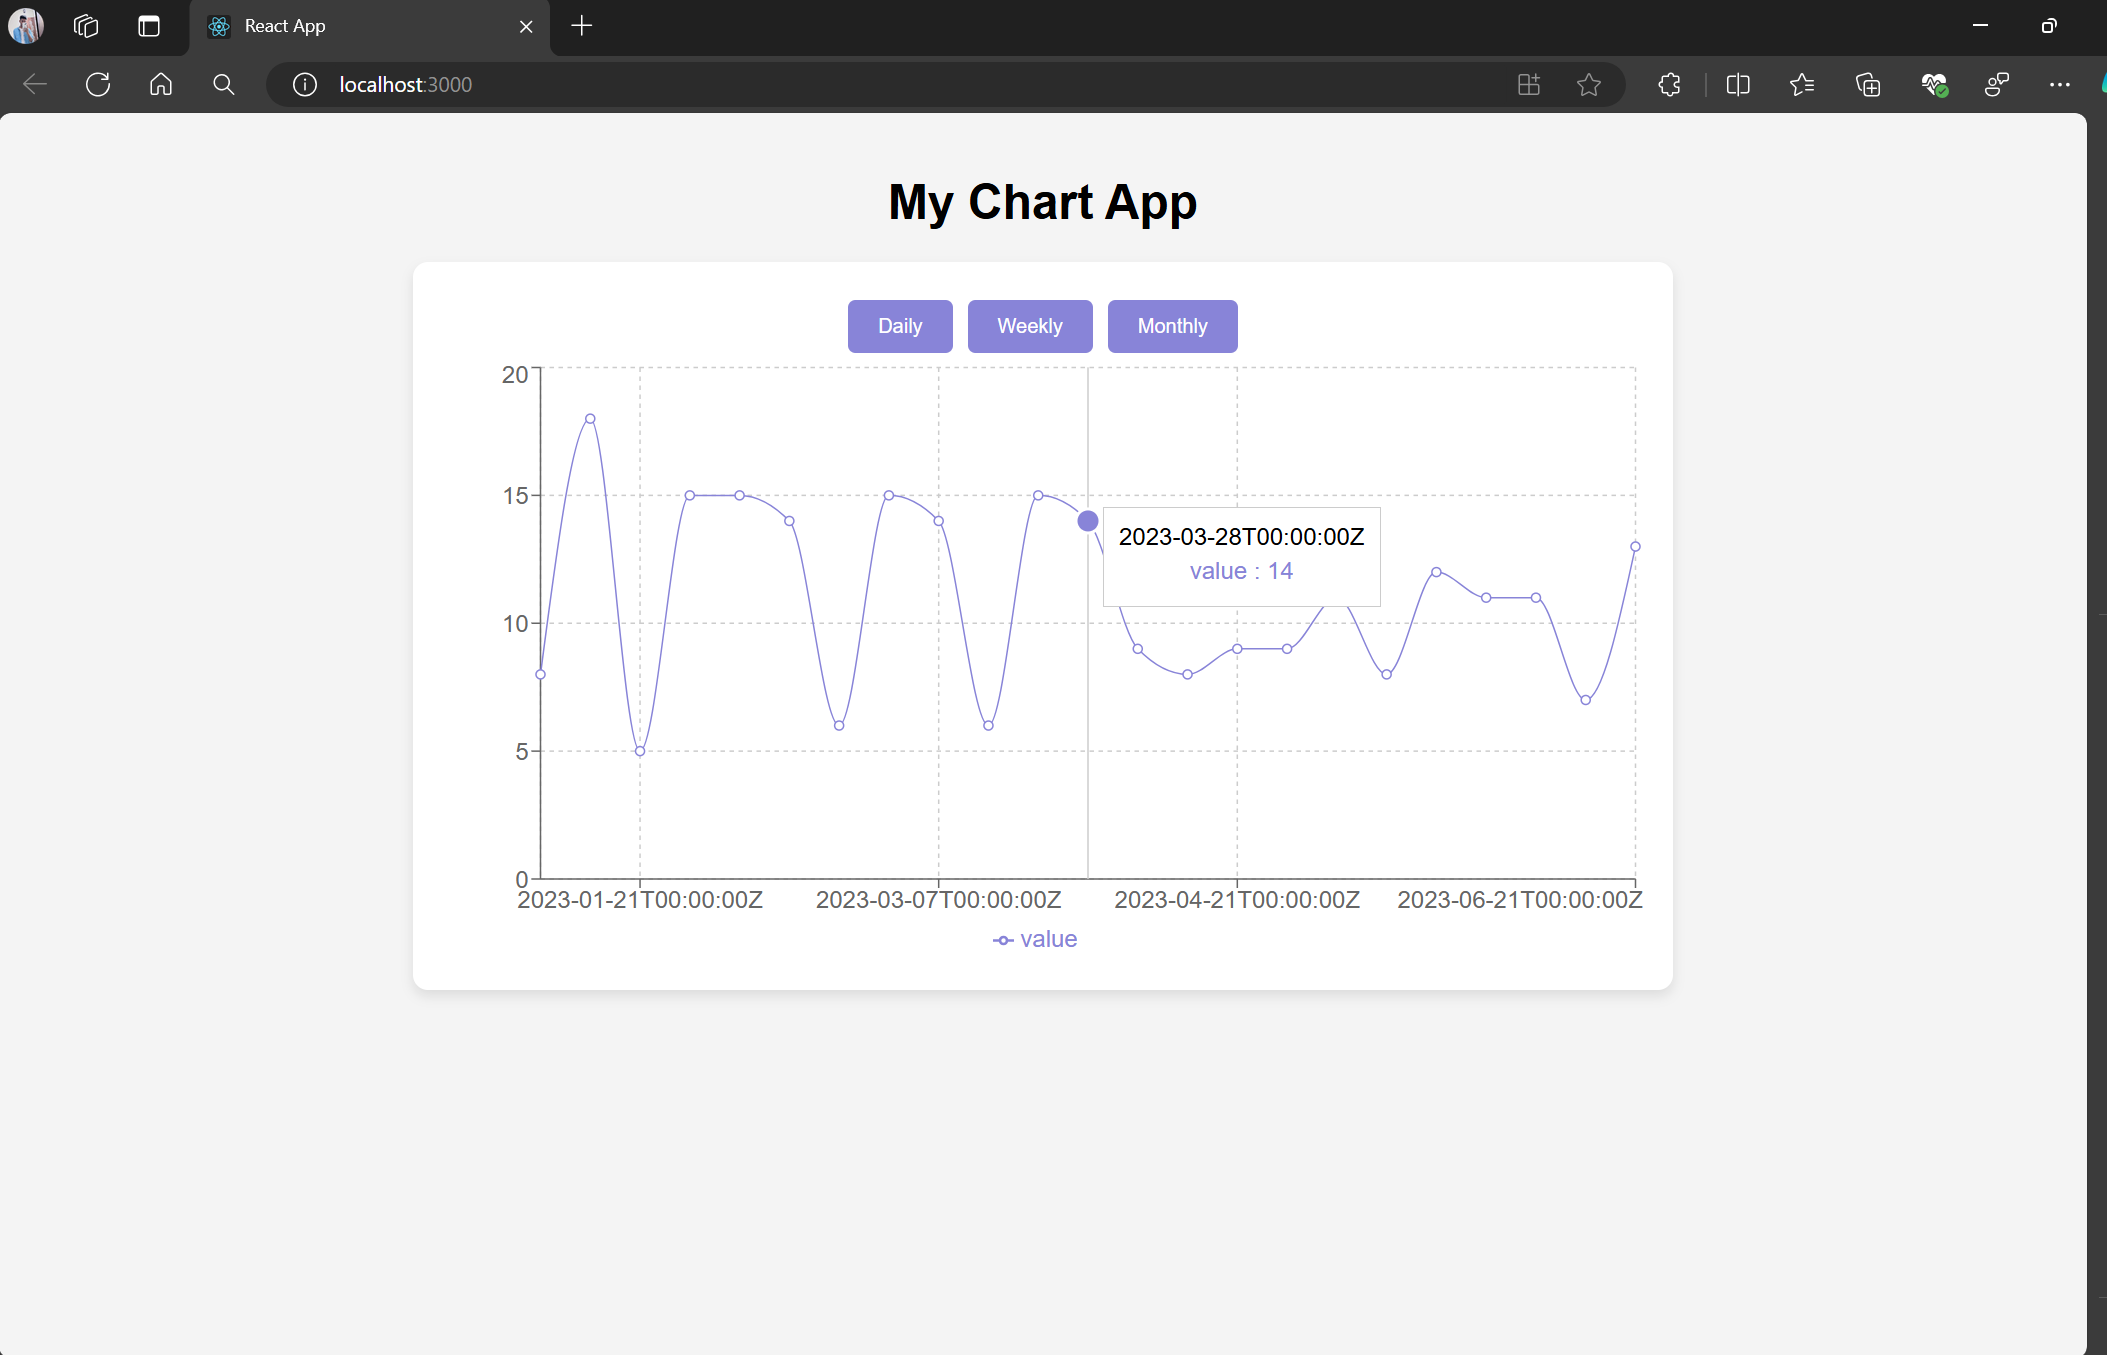 React App
localhost:3000
My Chart App
Daily Weekly Monthly
20
15
10
5
0
2023-03-28T00:00:00Z
value : 14
2023-01-21T00:00:00Z 2023-03-07T00:00:00Z 2023-04-21T00:00:00Z 2023-06-21T00:00:00Z
value